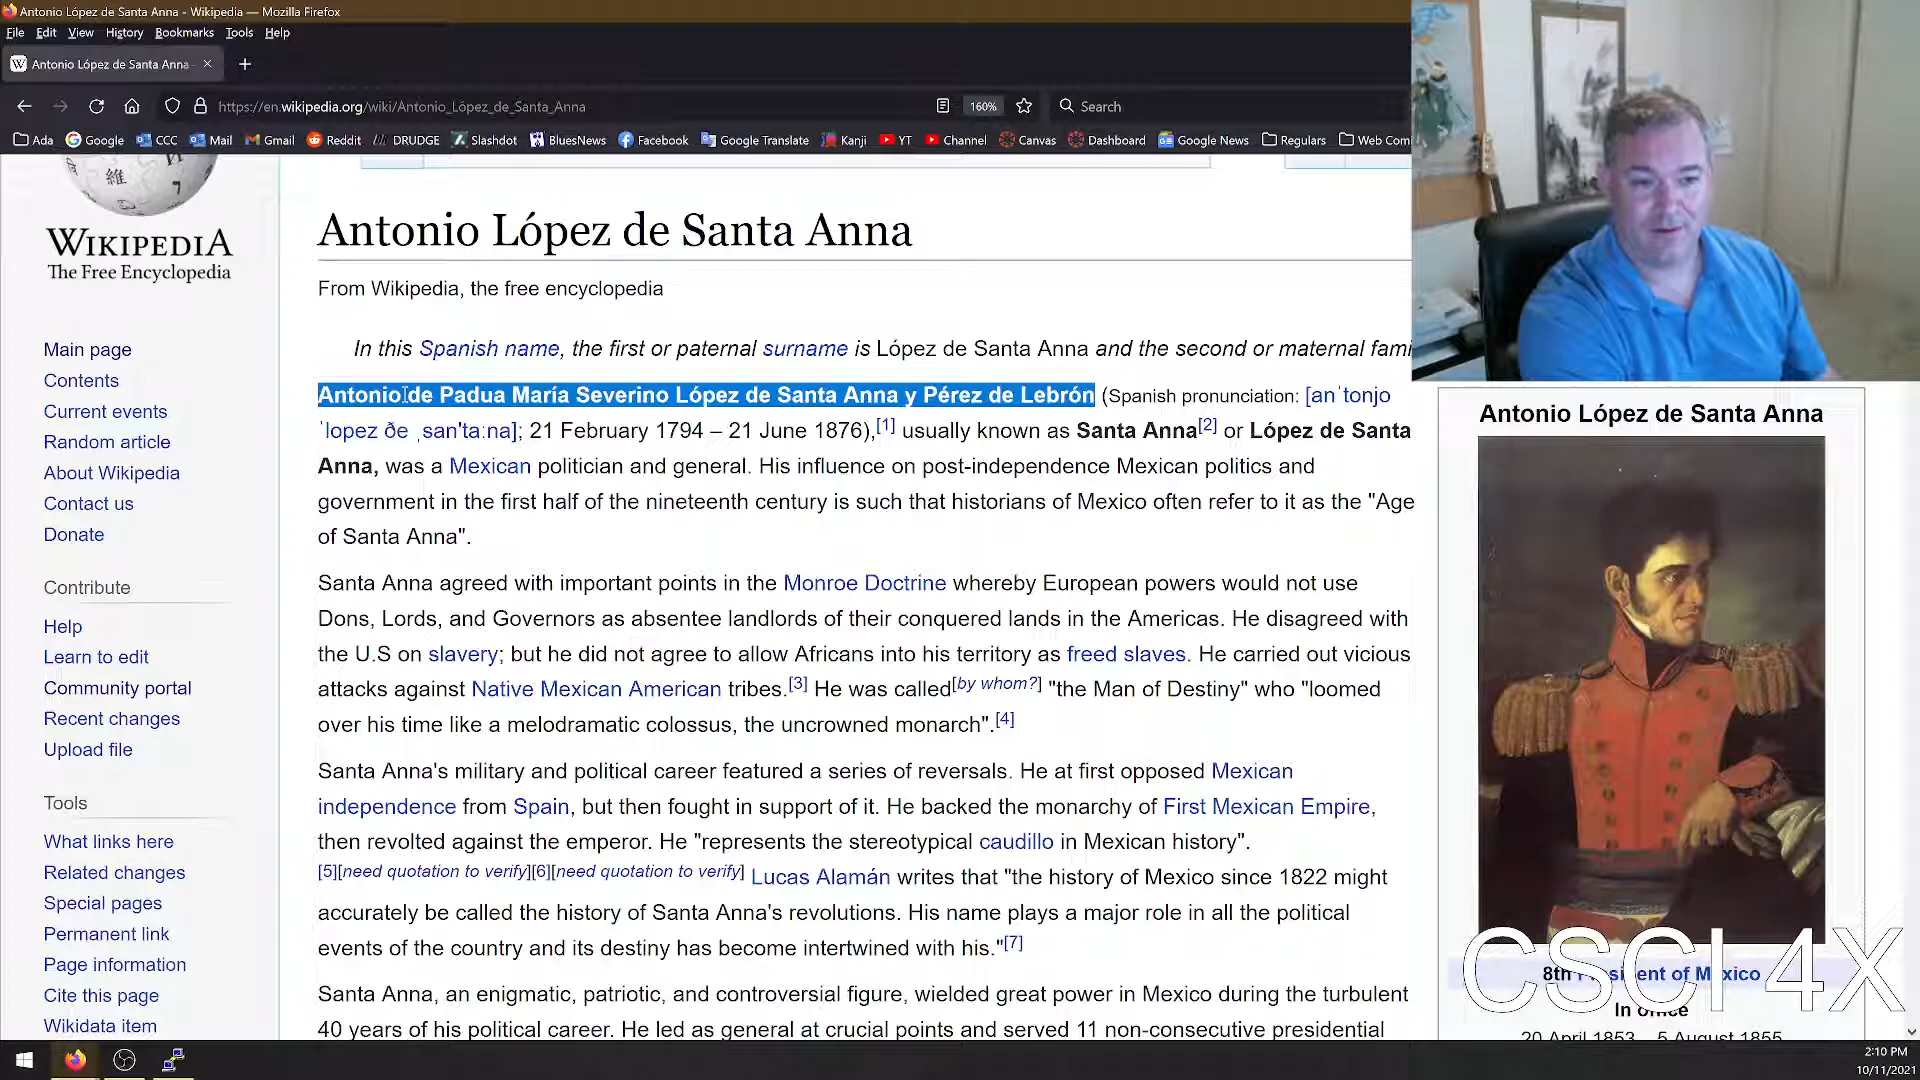 Antonio López de Santa Anna - Wikipedia — Mozilla Firefox
File Edit View History Bookmarks Tools Help
W Antonio López de Santa Anna -
https://en.wikipedia.org/wiki/Antonio_López_de_Santa_Anna 160% Search
Ada Google CCC Mail Gmail Reddit DRUDGE Slashdot BluesNews Facebook Google Translate Kanji YT Channel Canvas Dashboard Google News Regulars Web Com
維
WIKIPEDIA
The Free Encyclopedia
Main page
Contents
Current events
Random article
About Wikipedia
Contact us
Donate
Contribute
Help
Learn to edit
Community portal
Recent changes
Upload file
Tools
What links here
Related changes
Special pages
Permanent link
Page information
Cite this page
Wikidata item
Antonio López de Santa Anna
From Wikipedia, the free encyclopedia
In this Spanish name, the first or paternal surname is López de Santa Anna and the second or maternal fami
Antonio de Padua María Severino López de Santa Anna y Pérez de Lebrón (Spanish pronunciation: [anˈtonjo
ˈlopez ðe ˌsan'ta:na]; 21 February 1794 – 21 June 1876),[1] usually known as Santa Anna[2] or López de Santa
Anna, was a Mexican politician and general. His influence on post-independence Mexican politics and
government in the first half of the nineteenth century is such that historians of Mexico often refer to it as the "Age
of Santa Anna".
Santa Anna agreed with important points in the Monroe Doctrine whereby European powers would not use
Dons, Lords, and Governors as absentee landlords of their conquered lands in the Americas. He disagreed with
the U.S on slavery; but he did not agree to allow Africans into his territory as freed slaves. He carried out vicious
attacks against Native Mexican American tribes.[3] He was called[by whom?] "the Man of Destiny" who "loomed
over his time like a melodramatic colossus, the uncrowned monarch".[4]
Santa Anna's military and political career featured a series of reversals. He at first opposed Mexican
independence from Spain, but then fought in support of it. He backed the monarchy of First Mexican Empire,
then revolted against the emperor. He "represents the stereotypical caudillo in Mexican history".
[5][need quotation to verify][6][need quotation to verify] Lucas Alamán writes that "the history of Mexico since 1822 might
accurately be called the history of Santa Anna's revolutions. His name plays a major role in all the political
events of the country and its destiny has become intertwined with his."[7]
Santa Anna, an enigmatic, patriotic, and controversial figure, wielded great power in Mexico during the turbulent
40 years of his political career. He led as general at crucial points and served 11 non-consecutive presidential
Antonio López de Santa Anna
8th President of Mexico
In office
20 April 1853 – 5 August 1855
CSCI 4X
2:10 PM
10/11/2021